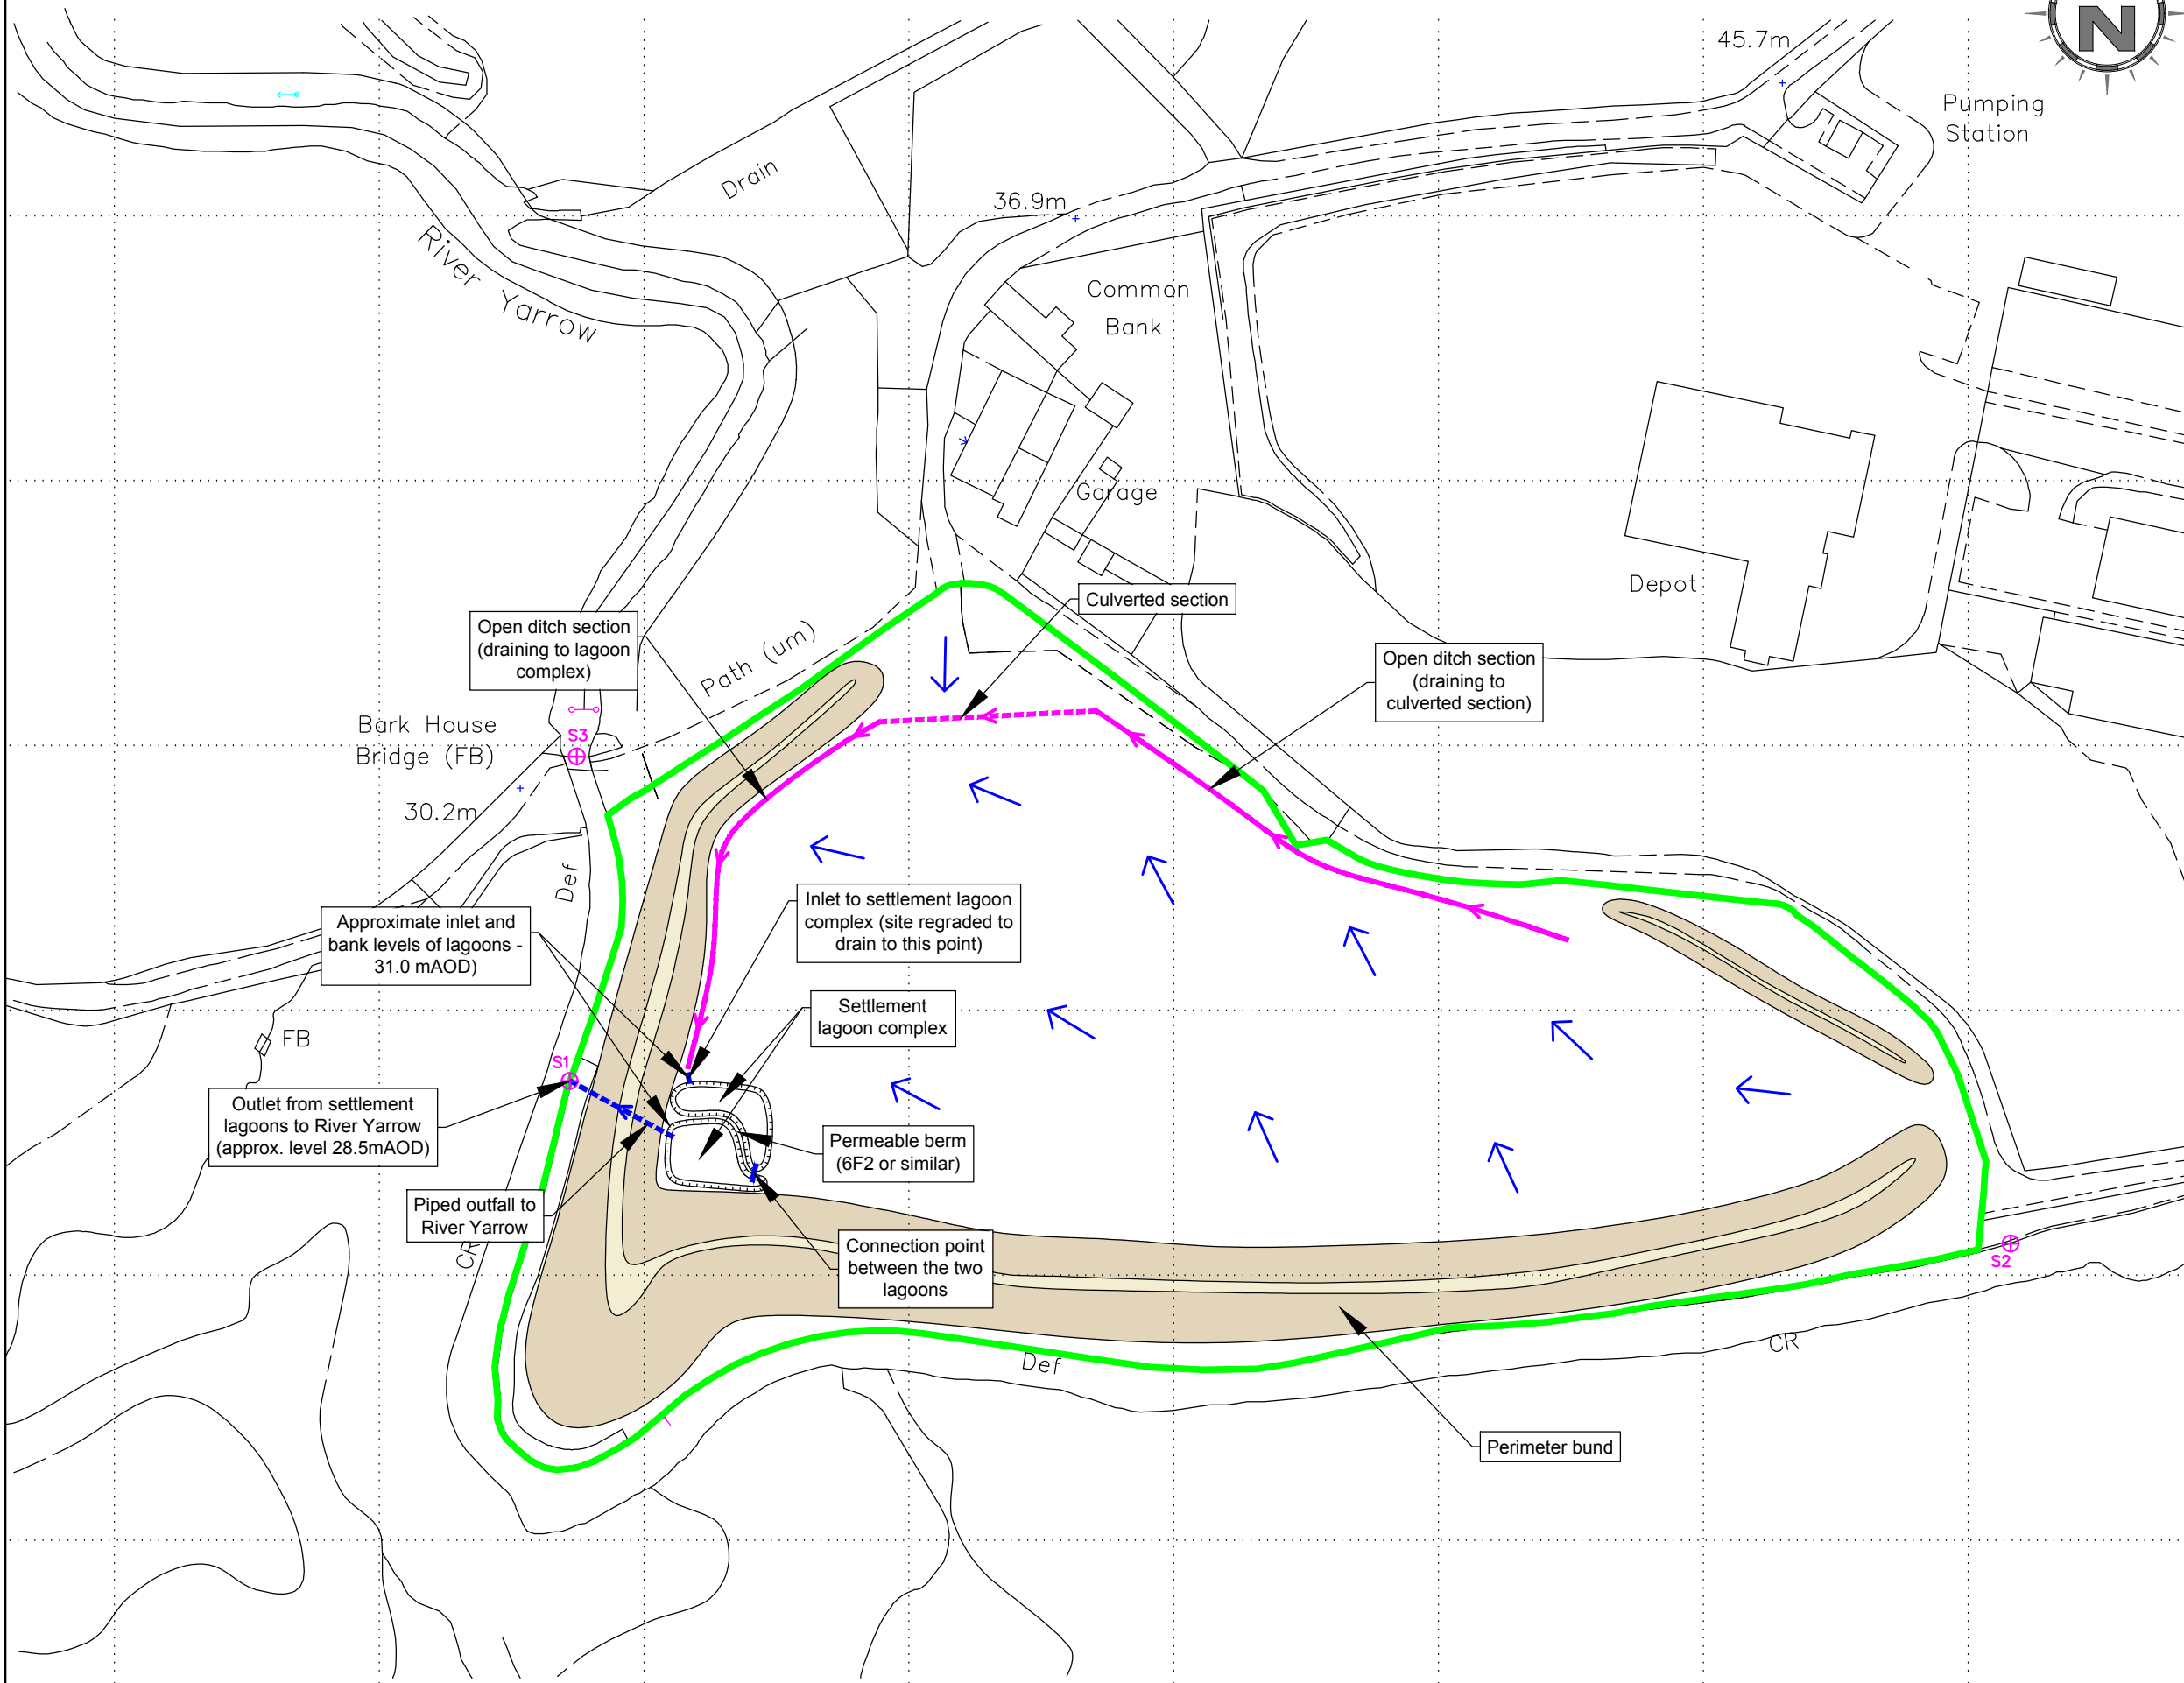 45.7m
N
Pumping
Station
Drain
36.9m
River Yarrow
Common
Bank
Garage
Depot
Culverted section
Open ditch section
(draining to lagoon
complex)
Path (um)
Open ditch section
(draining to
culverted section)
Bark House
Bridge (FB)
S3
30.2m
Def
Inlet to settlement lagoon
complex (site regraded to
drain to this point)
Approximate inlet and
bank levels of lagoons -
31.0 mAOD)
Settlement
lagoon complex
FB
S1
Outlet from settlement
lagoons to River Yarrow
(approx. level 28.5mAOD)
Permeable berm
(6F2 or similar)
Piped outfall to
River Yarrow
CR
Connection point
between the two
lagoons
S2
Def
CR
Perimeter bund